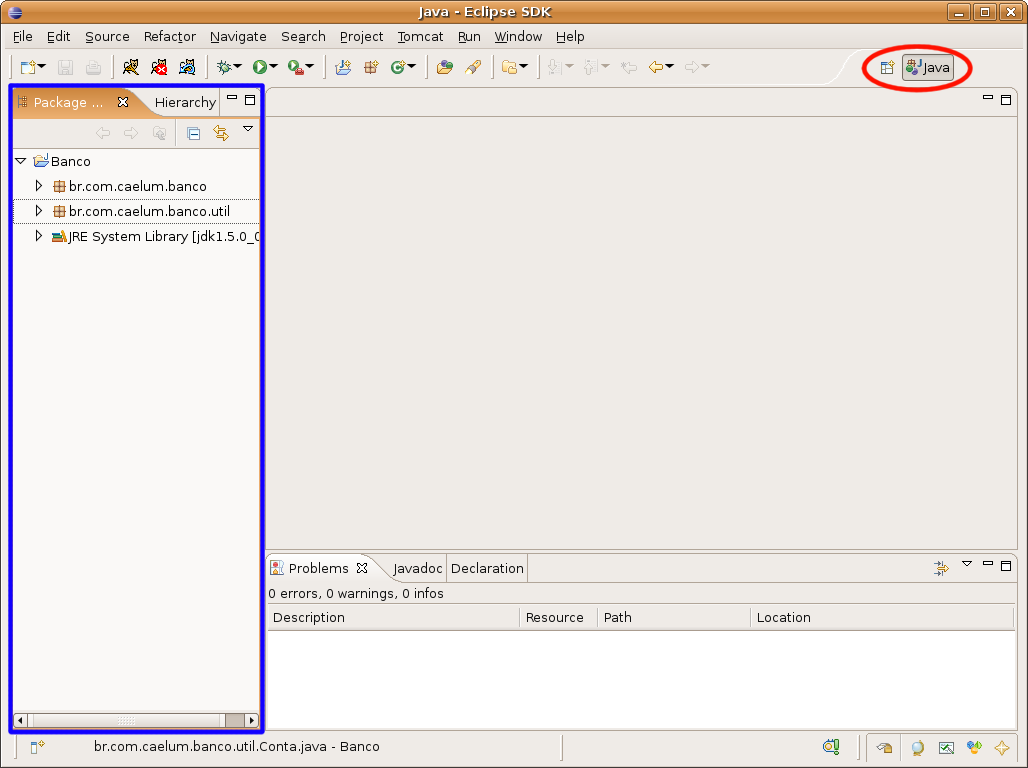 Java - Eclipse SDK
File Edit Source Refactor Navigate Search Project Tomcat Run Window Help
Java
Package ... Hierarchy
Banco
br.com.caelum.banco
br.com.caelum.banco.util
JRE System Library [jdk1.5.0_0
Problems Javadoc Declaration
0 errors, 0 warnings, 0 infos
Description Resource Path Location
br.com.caelum.banco.util.Conta.java - Banco